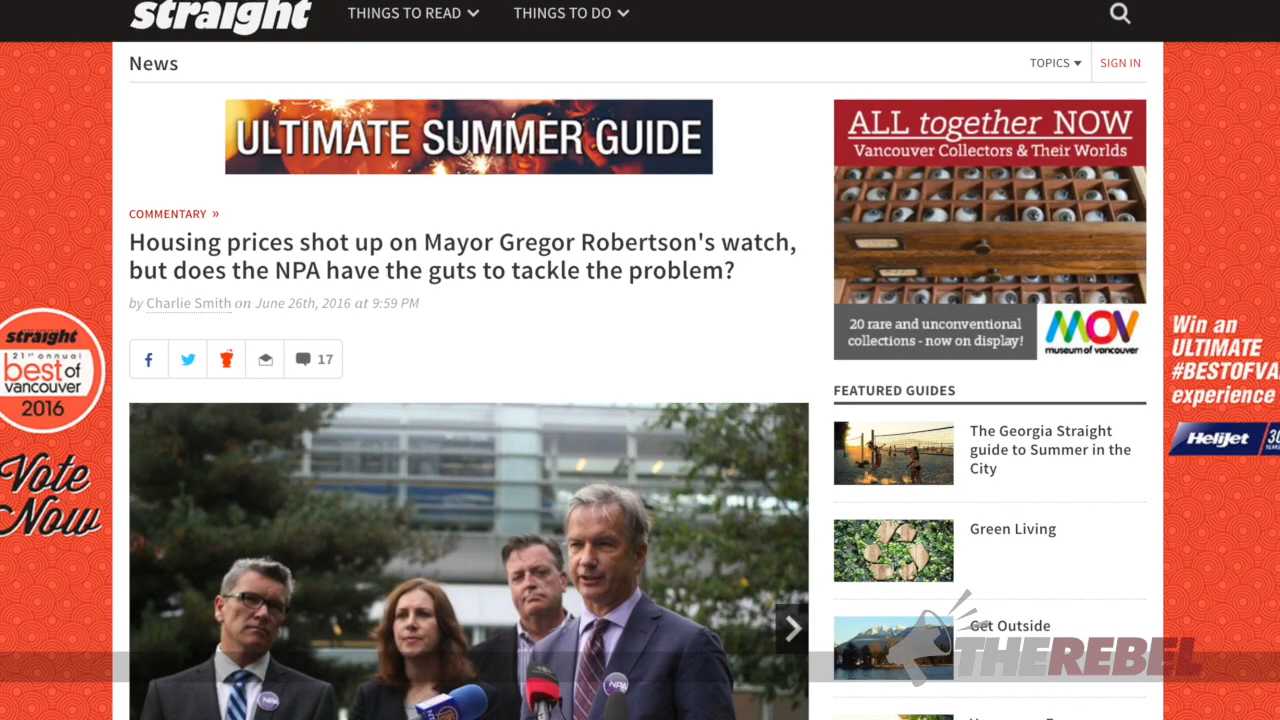 straight
THINGS TO READ
THINGS TO DO
News
TOPICS
SIGN IN
ULTIMATE SUMMER GUIDE
ALL together NOW
Vancouver Collectors & Their Worlds
20 rare and unconventional
collections - now on display!
MOV
museum of vancouver
COMMENTARY »
Housing prices shot up on Mayor Gregor Robertson's watch,
but does the NPA have the guts to tackle the problem?
by Charlie Smith on June 26th, 2016 at 9:59 PM
17
FEATURED GUIDES
The Georgia Straight
guide to Summer in the
City
Green Living
Get Outside
straight
21st annual
best of
vancouver
2016
Vote
Now
Win an
ULTIMATE
#BESTOFVA
experience
Helijet
30
YEARS
NPA
NPA
THEREBEL